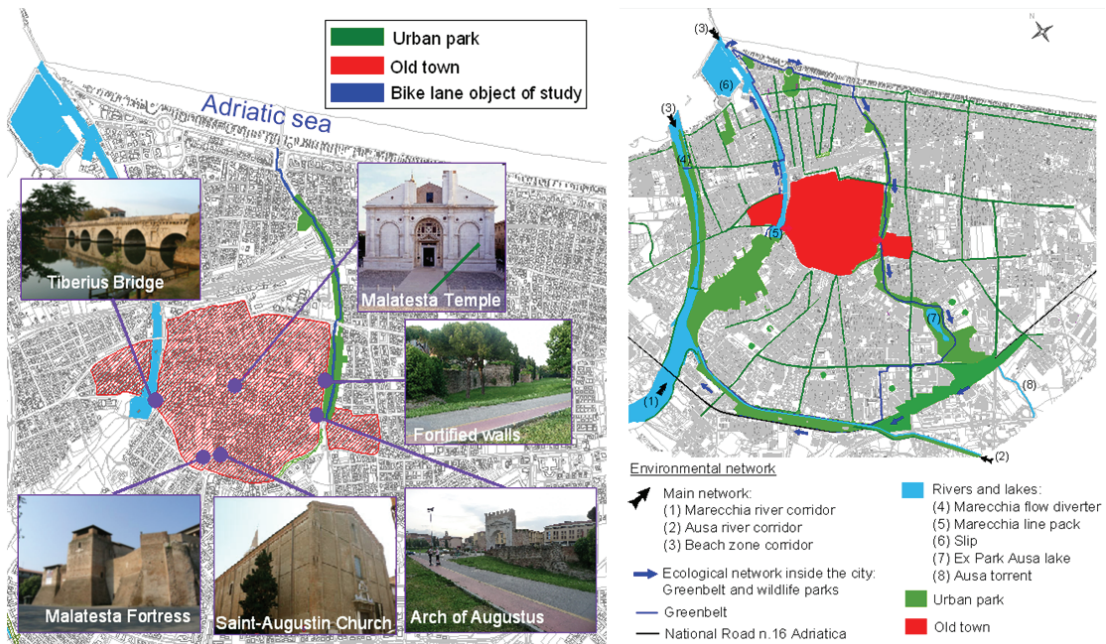 Urban park
Old town
Bike lane object of study
Adriatic sea
Tiberius Bridge
Malatesta Temple
Fortified walls
Malatesta Fortress
Saint-Augustin Church
Arch of Augustus
N
(3)
(6)
(3)
(4)
(5)
(7)
(8)
(1)
(2)
Environmental network
Main network:
(1) Marecchia river corridor
(2) Ausa river corridor
(3) Beach zone corridor
Ecological network inside the city:
Greenbelt and wildlife parks
Greenbelt
National Road n.16 Adriatica
Rivers and lakes:
(4) Marecchia flow diverter
(5) Marecchia line pack
(6) Slip
(7) Ex Park Ausa lake
(8) Ausa torrent
Urban park
Old town